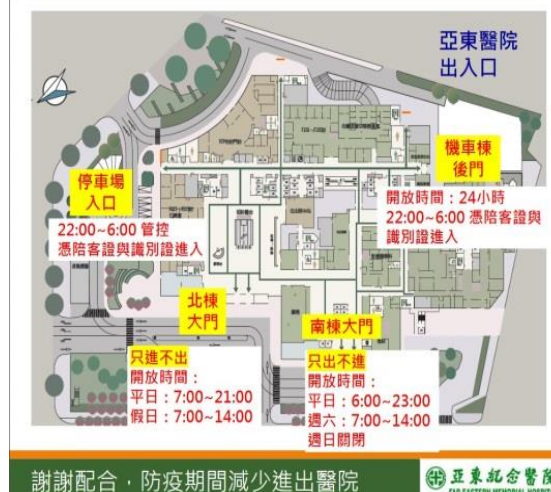 亞東醫院
出入口
機車棟
後門
開放時間：24小時
22:00~6:00 憑陪客證與
識別證進入
停車場
入口
22:00~6:00 管控
憑陪客證與識別證進入
北棟
大門
只進不出
開放時間：
平日：7:00~21:00
假日：7:00~14:00
南棟大門
只出不進
開放時間：
平日：6:00~23:00
週六：7:00~14:00
週日關閉
謝謝配合，防疫期間減少進出醫院
亞東紀念醫院
FAR EASTERN MEMORIAL HOSPITAL